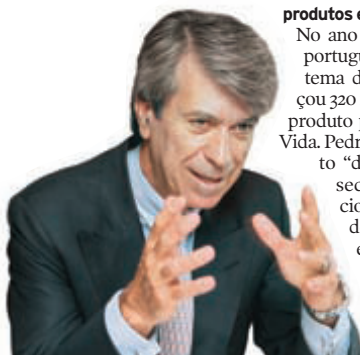 produtos e
No ano
portugu
tema d
çou 320
produto p
Vida. Pedr
to “d
sec
cio
d
e